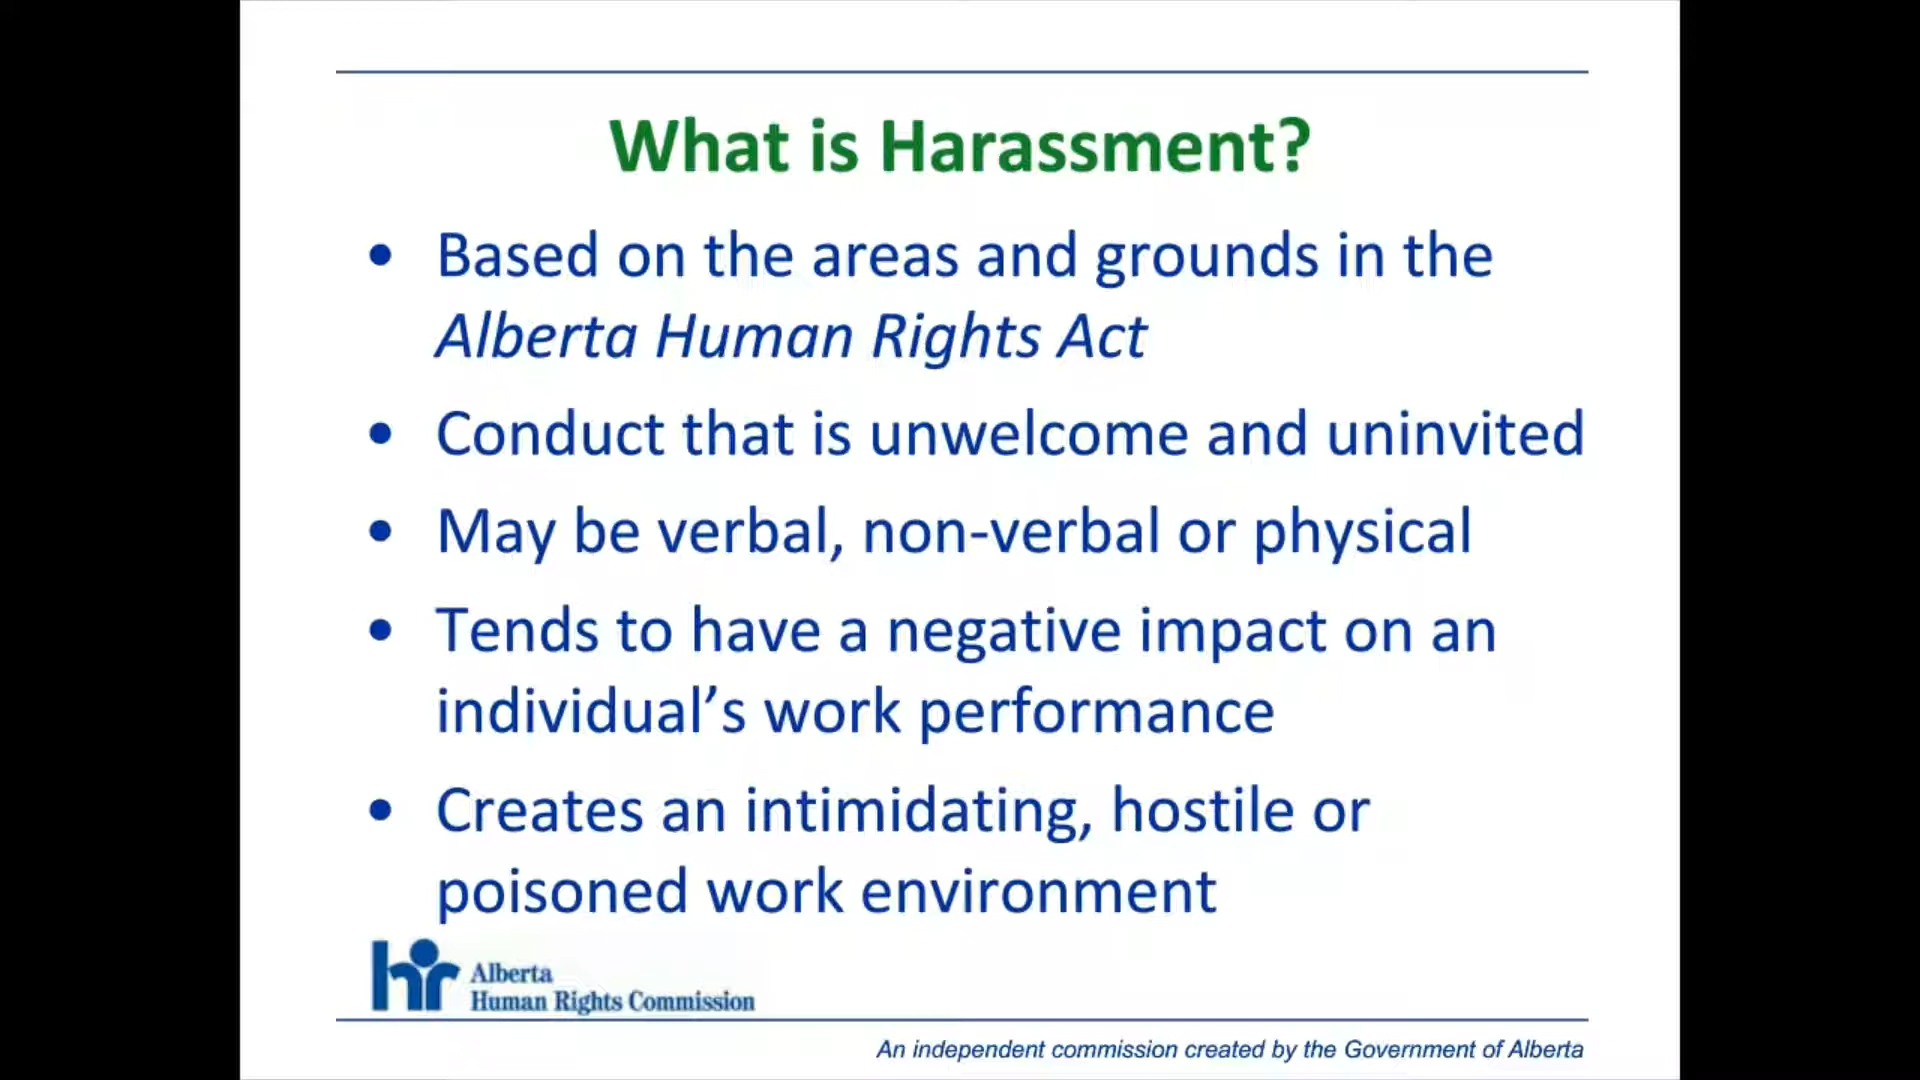 What is Harassment?
• Based on the areas and grounds in the
Alberta Human Rights Act
• Conduct that is unwelcome and uninvited
• May be verbal, non-verbal or physical
• Tends to have a negative impact on an
individual’s work performance
• Creates an intimidating, hostile or
poisoned work environment
hr
Alberta
Human Rights Commission
An independent commission created by the Government of Alberta